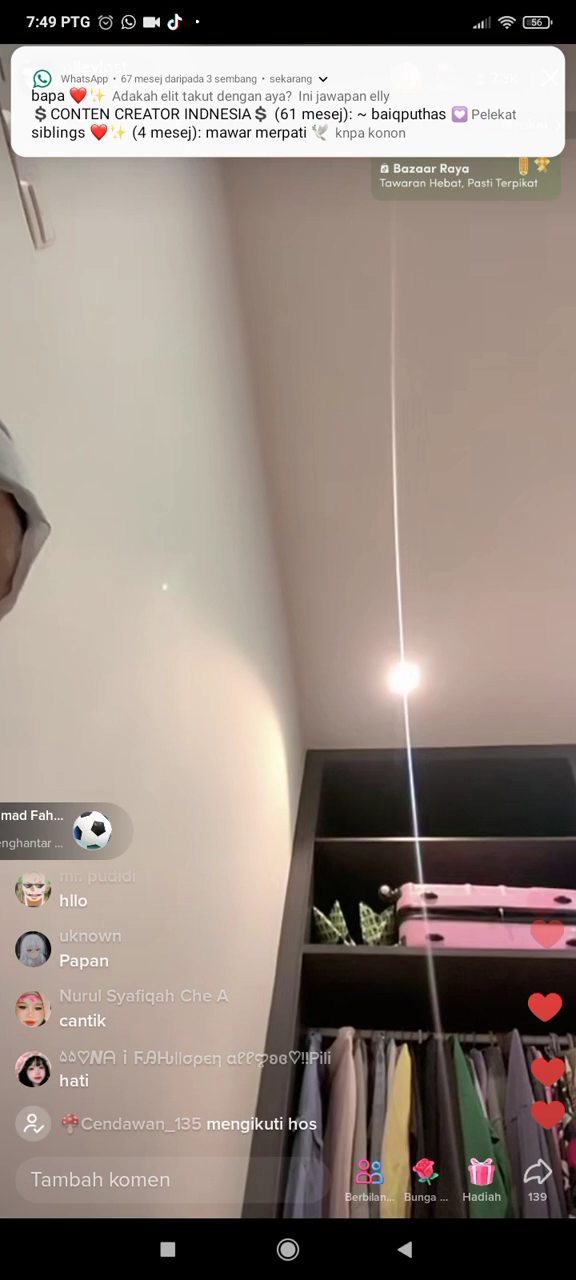 7:49 PTG
56
WhatsApp • 67 mesej daripada 3 sembang • sekarang
bapa ❤️✨ Adakah elit takut dengan aya? Ini jawapan elly
💲CONTEN CREATOR INDNESIA💲 (61 mesej): ~ baiqputhas 💟 Pelekat
siblings ❤️✨ (4 mesej): mawar merpati 🕊️ knpa konon
Bazaar Raya
Tawaran Hebat, Pasti Terpikat
mad Fah...
enghantar ...
mr. pudidi
hllo
uknown
Papan
Nurul Syafiqah Che A
cantik
hati
🍄Cendawan_135 mengikuti hos
Tambah komen
Berbilan...
Bunga ...
Hadiah
139